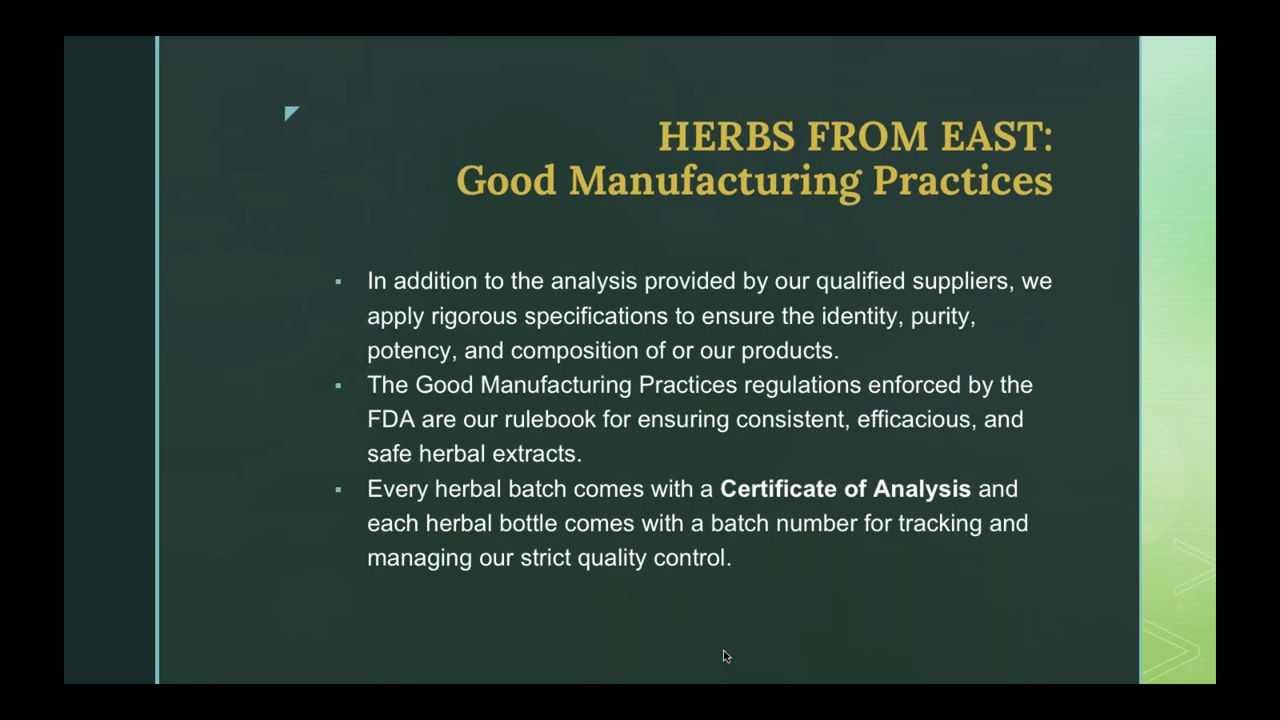 HERBS FROM EAST:
Good Manufacturing Practices
In addition to the analysis provided by our qualified suppliers, we
apply rigorous specifications to ensure the identity, purity,
potency, and composition of or our products.
The Good Manufacturing Practices regulations enforced by the
FDA are our rulebook for ensuring consistent, efficacious, and
safe herbal extracts.
Every herbal batch comes with a Certificate of Analysis and
each herbal bottle comes with a batch number for tracking and
managing our strict quality control.